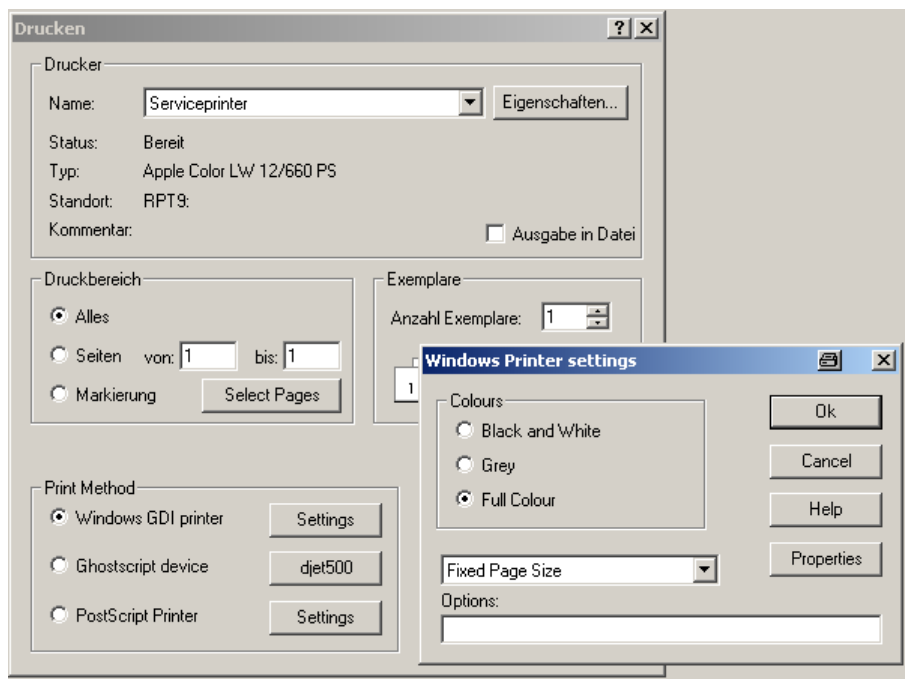 Drucken
Drucker
Name: Serviceprinter Eigenschaften...
Status: Bereit
Typ: Apple Color LW 12/660 PS
Standort: RPT9:
Kommentar:
Ausgabe in Datei
Druckbereich
Alles
Seiten von: 1 bis: 1
Markierung Select Pages
Exemplare
Anzahl Exemplare: 1
1
Print Method
Windows GDI printer Settings
Ghostscript device djet500
PostScript Printer Settings
Windows Printer settings
Colours
Black and White
Grey
Full Colour
Ok
Cancel
Help
Properties
Fixed Page Size
Options: